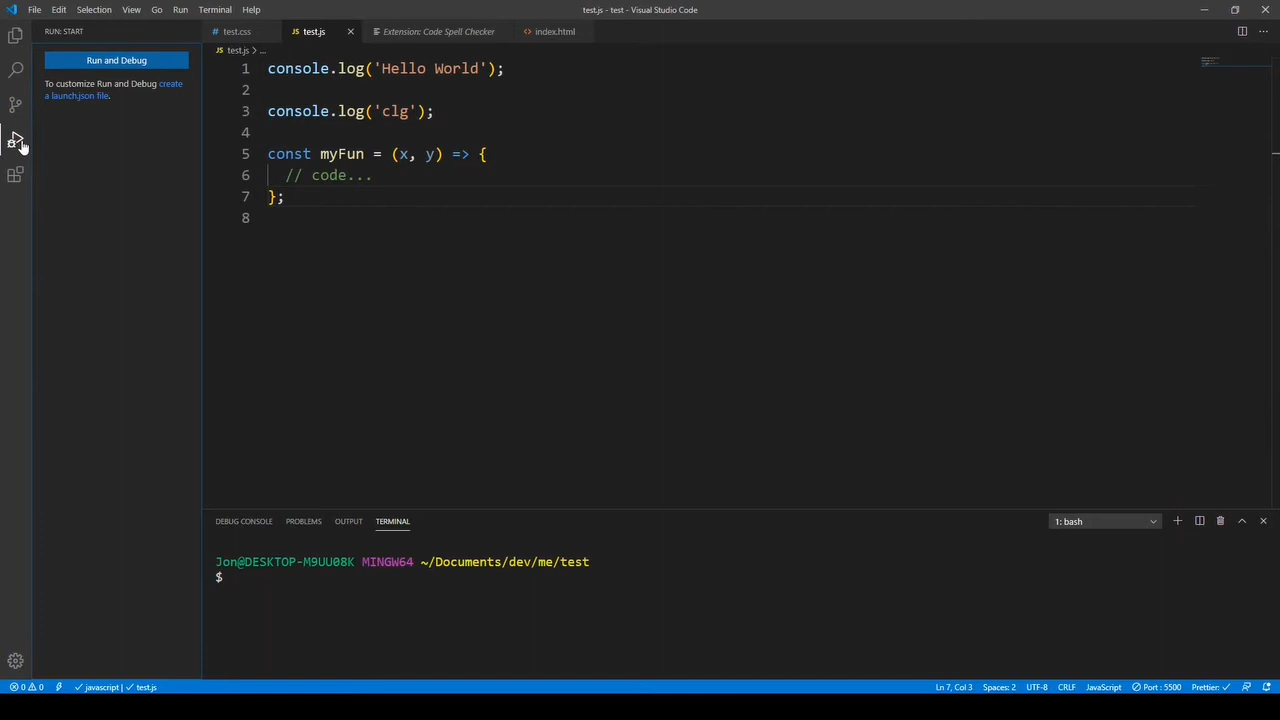 File Edit Selection View Go Run Terminal Help
test.js - test - Visual Studio Code
RUN: START
Run and Debug
To customize Run and Debug create
a launch.json file.
# test.css
JS test.js
Extension: Code Spell Checker
<> index.html
JS test.js > ...
1 console.log('Hello World');
2
3 console.log('clg');
4
5 const myFun = (x, y) => {
6 // code...
7 };
8
DEBUG CONSOLE PROBLEMS OUTPUT TERMINAL
1: bash
Jon@DESKTOP-M9UU08K MINGW64 ~/Documents/dev/me/test
$
0 0 javascript | test.js
Ln 7, Col 3 Spaces: 2 UTF-8 CRLF JavaScript Port : 5500 Prettier: